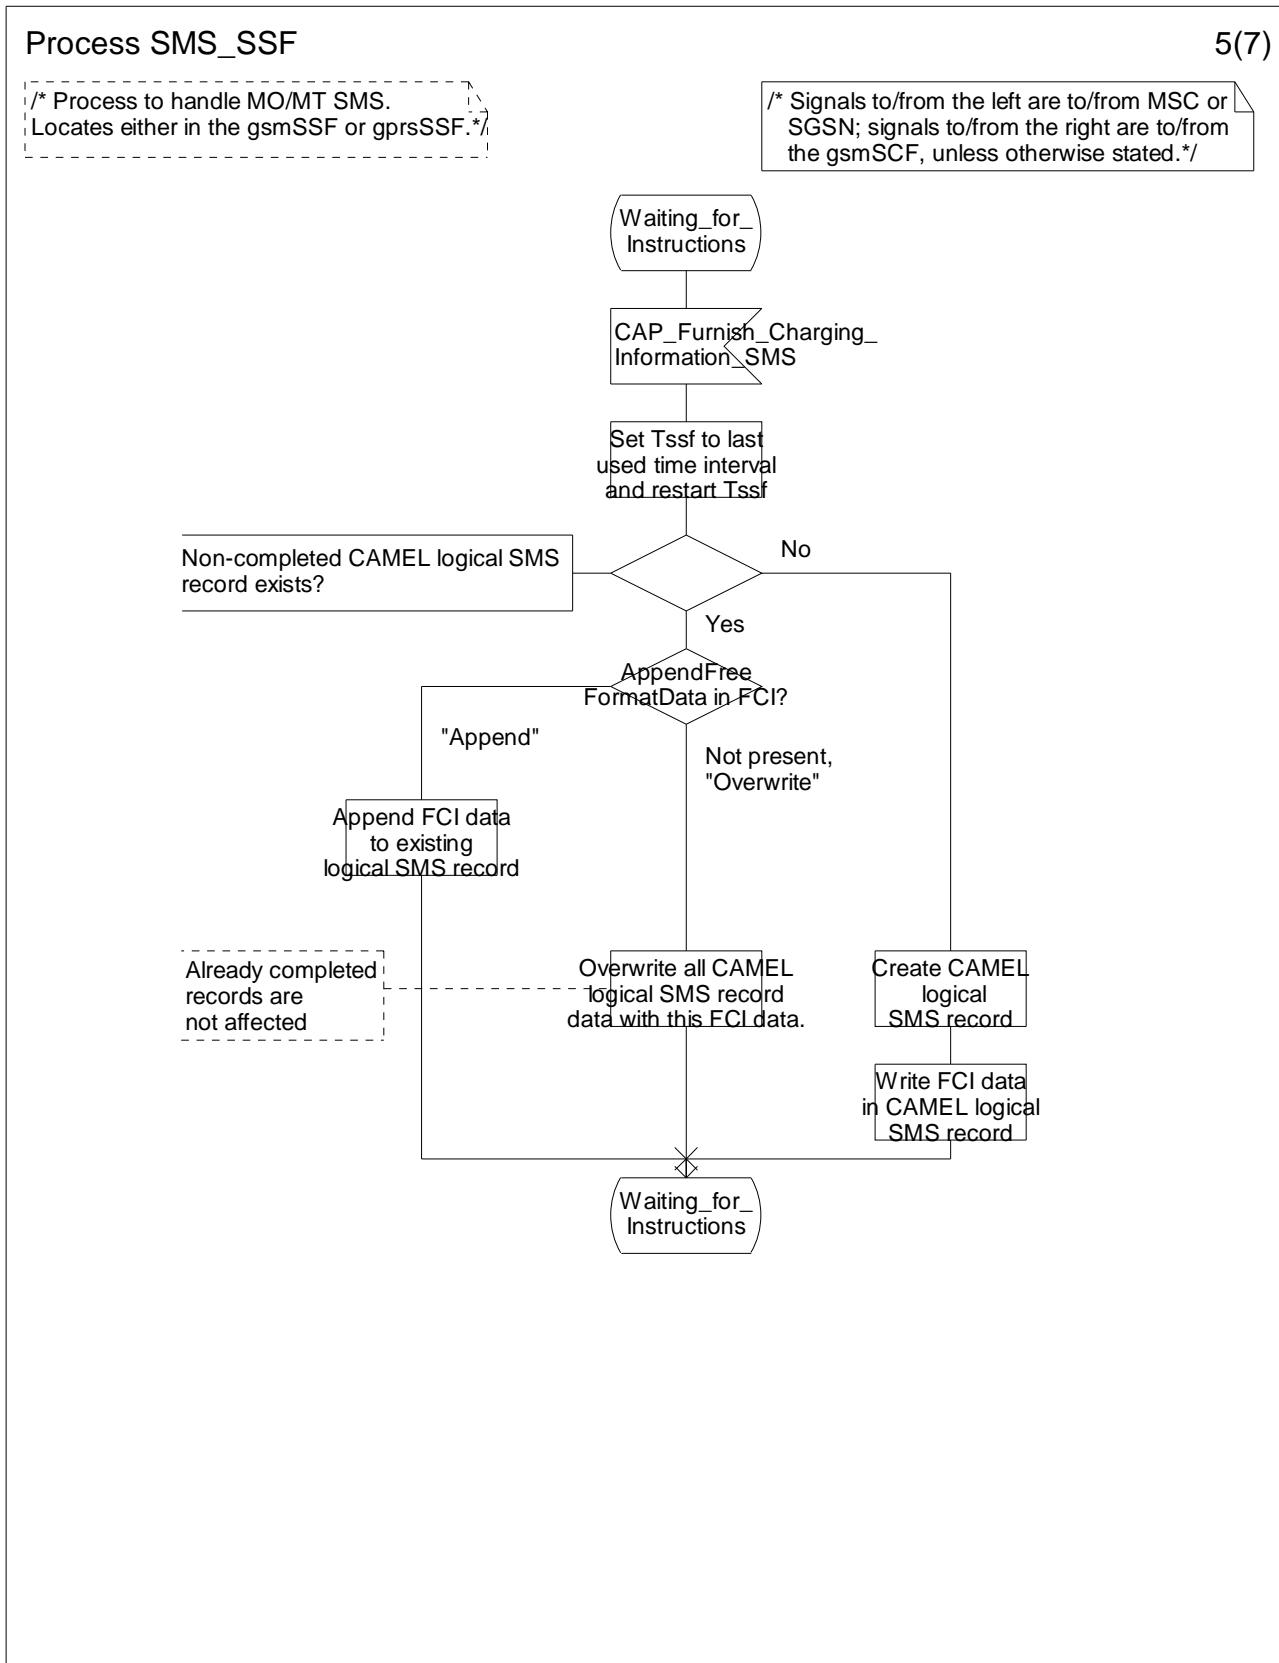 Process SMS_SSF
5(7)
/* Process to handle MO/MT SMS.
Locates either in the gsmSSF or gprsSSF.*/
/* Signals to/from the left are to/from MSC or
SGSN; signals to/from the right are to/from
the gsmSCF, unless otherwise stated.*/
Waiting_for_
Instructions
CAP_Furnish_Charging_
Information_SMS
Set Tssf to last
used time interval
and restart Tssf
Non-completed CAMEL logical SMS
record exists?
No
Yes
AppendFree
FormatData in FCI?
"Append"
Not present,
"Overwrite"
Append FCI data
to existing
logical SMS record
Already completed
records are
not affected
Overwrite all CAMEL
logical SMS record
data with this FCI data.
Create CAMEL
logical
SMS record
Write FCI data
in CAMEL logical
SMS record
Waiting_for_
Instructions